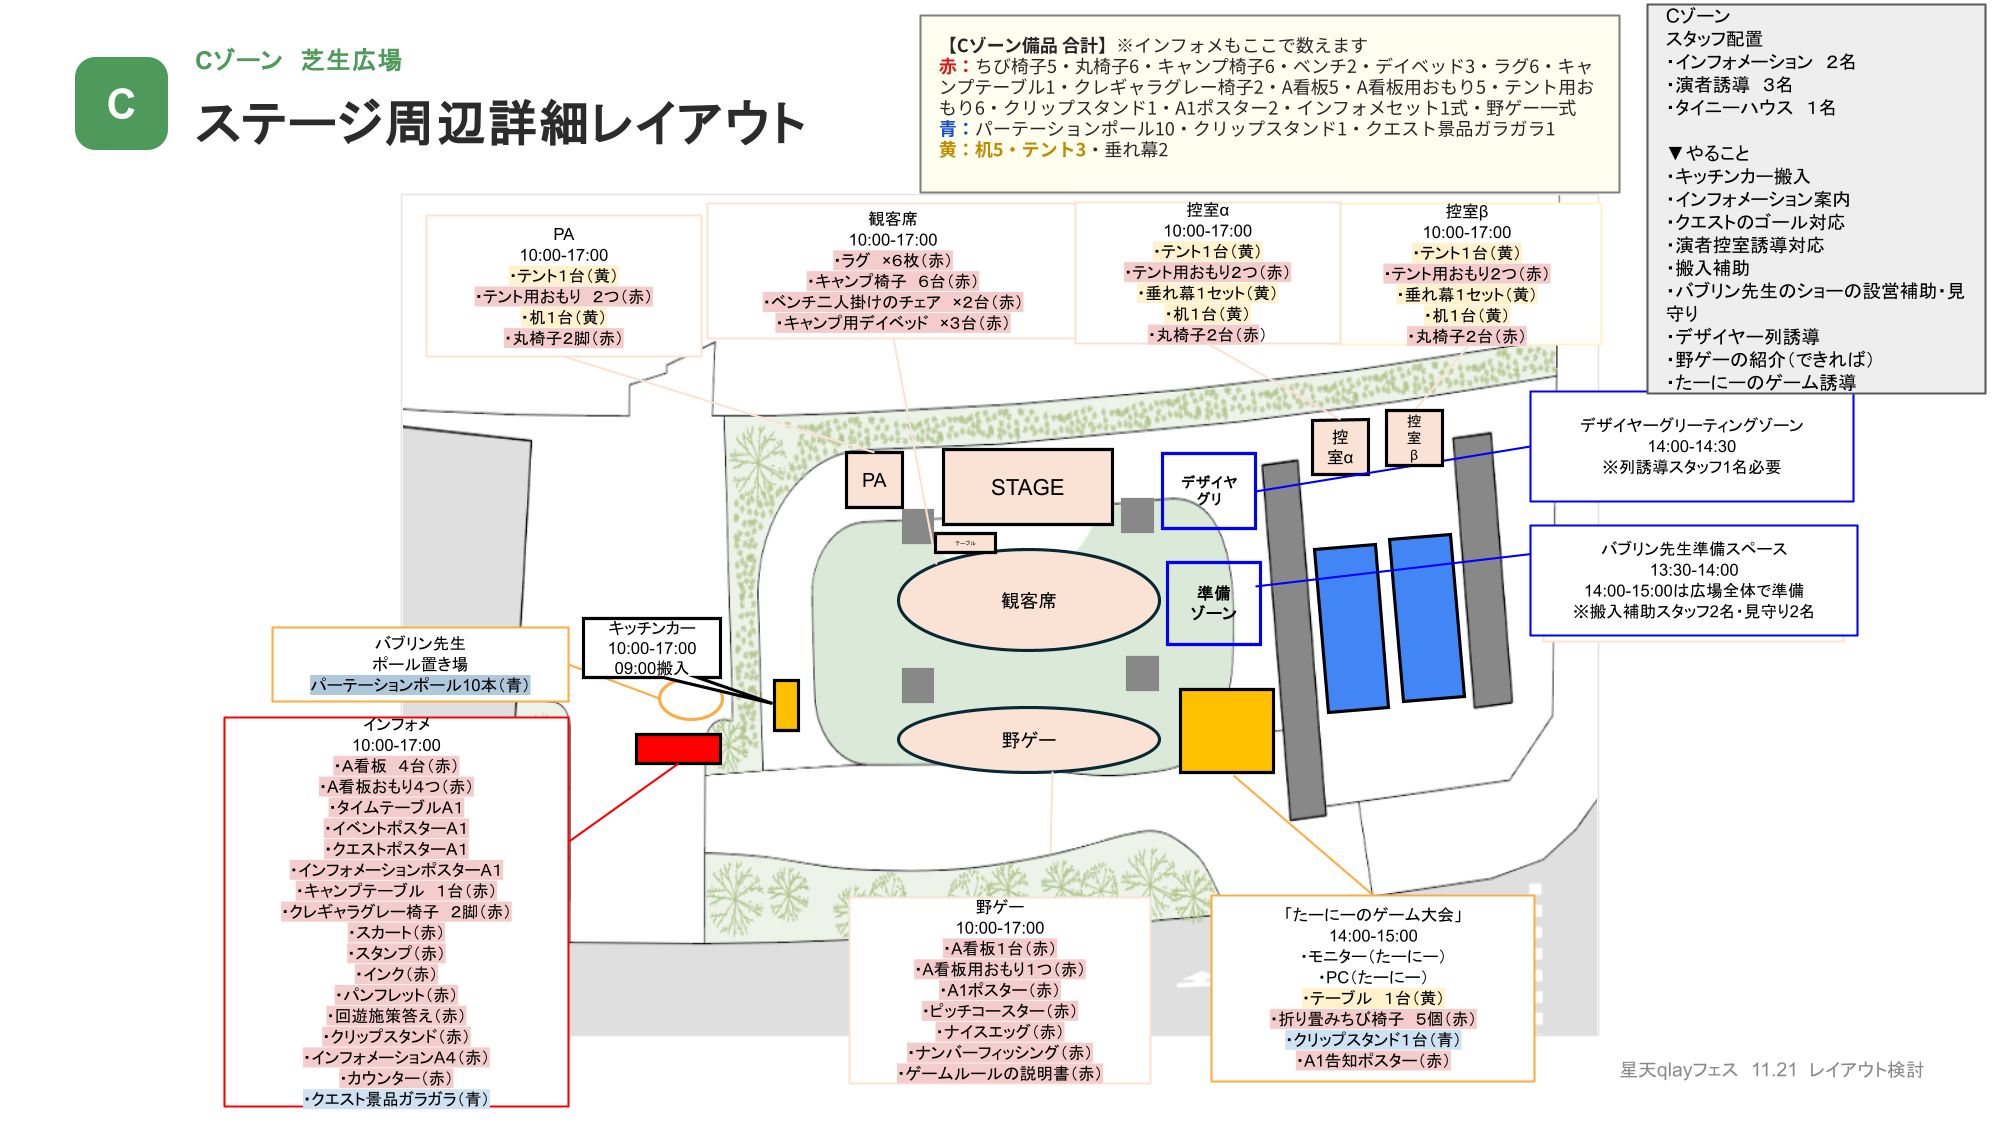 C
Cゾーン 芝生広場
ステージ周辺詳細レイアウト
【Cゾーン備品 合計】※インフォメもここで数えます
赤：ちび椅子5・丸椅子6・キャンプ椅子6・ベンチ2・デイベッド3・ラグ6・キャ
ンプテーブル1・クレギャラグレー椅子2・A看板5・A看板用おもり5・テント用お
もり6・クリップスタンド1・A1ポスター2・インフォメセット1式・野ゲー一式
青：パーテーションポール10・クリップスタンド1・クエスト景品ガラガラ1
黄：机5・テント3・垂れ幕2
Cゾーン
スタッフ配置
・インフォメーション 2名
・演者誘導 3名
・タイニーハウス 1名
▼やること
・キッチンカー搬入
・インフォメーション案内
・クエストのゴール対応
・演者控室誘導対応
・搬入補助
・バブリン先生のショーの設営補助・見
守り
・デザイヤー列誘導
・野ゲーの紹介（できれば）
・たーにーのゲーム誘導
PA
10:00-17:00
・テント1台（黄）
・テント用おもり 2つ（赤）
・机1台（黄）
・丸椅子2脚（赤）
観客席
10:00-17:00
・ラグ ×6枚（赤）
・キャンプ椅子 6台（赤）
・ベンチ二人掛けのチェア ×2台（赤）
・キャンプ用デイベッド ×3台（赤）
控室α
10:00-17:00
・テント1台（黄）
・テント用おもり2つ（赤）
・垂れ幕1セット（黄）
・机1台（黄）
・丸椅子2台（赤）
控室β
10:00-17:00
・テント1台（黄）
・テント用おもり2つ（赤）
・垂れ幕1セット（黄）
・机1台（黄）
・丸椅子2台（赤）
デザイヤーグリーティングゾーン
14:00-14:30
※列誘導スタッフ1名必要
バブリン先生準備スペース
13:30-14:00
14:00-15:00は広場全体で準備
※搬入補助スタッフ2名・見守り2名
PA
STAGE
テーブル
デザイヤ
グリ
控
室α
控
室
β
観客席
準備
ゾーン
野ゲー
バブリン先生
ポール置き場
パーテーションポール10本（青）
キッチンカー
10:00-17:00
09:00搬入
インフォメ
10:00-17:00
・A看板 4台（赤）
・A看板おもり4つ（赤）
・タイムテーブルA1
・イベントポスターA1
・クエストポスターA1
・インフォメーションポスターA1
・キャンプテーブル 1台（赤）
・クレギャラグレー椅子 2脚（赤）
・スカート（赤）
・スタンプ（赤）
・インク（赤）
・パンフレット（赤）
・回遊施策答え（赤）
・クリップスタンド（赤）
・インフォメーションA4（赤）
・カウンター（赤）
・クエスト景品ガラガラ（青）
野ゲー
10:00-17:00
・A看板1台（赤）
・A看板用おもり1つ（赤）
・A1ポスター（赤）
・ピッチコースター（赤）
・ナイスエッグ（赤）
・ナンバーフィッシング（赤）
・ゲームルールの説明書（赤）
「たーにーのゲーム大会」
14:00-15:00
・モニター（たーにー）
・PC（たーにー）
・テーブル 1台（黄）
・折り畳みちび椅子 5個（赤）
・クリップスタンド1台（青）
・A1告知ポスター（赤）
星天qlayフェス 11.21 レイアウト検討